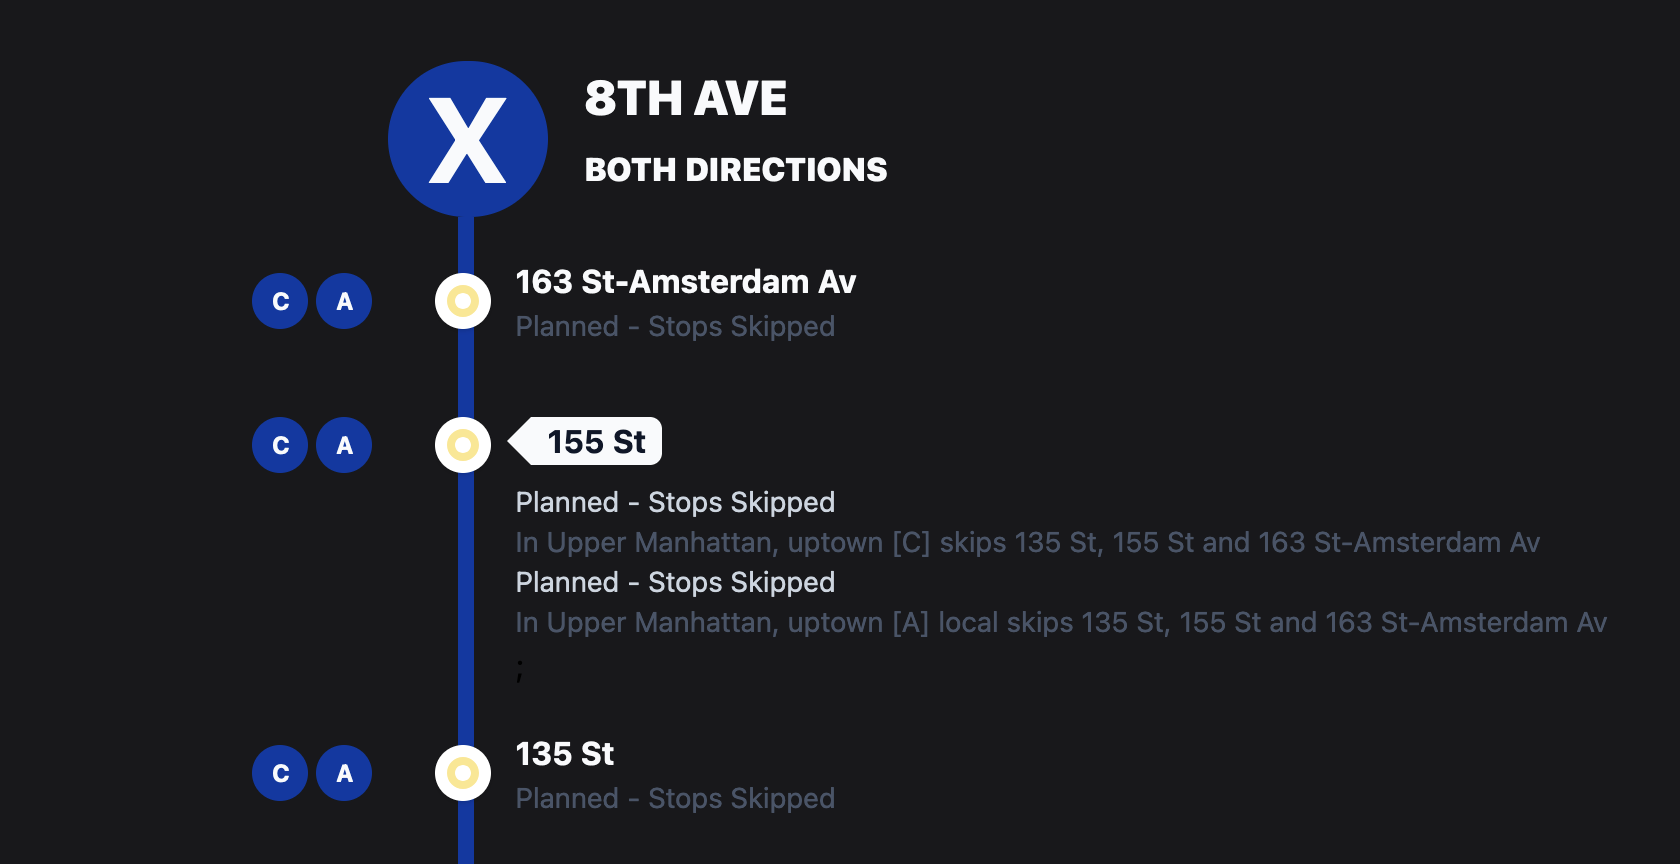 X
8TH AVE
BOTH DIRECTIONS
C A 163 St-Amsterdam Av
Planned - Stops Skipped
C A 155 St
Planned - Stops Skipped
In Upper Manhattan, uptown [C] skips 135 St, 155 St and 163 St-Amsterdam Av
Planned - Stops Skipped
In Upper Manhattan, uptown [A] local skips 135 St, 155 St and 163 St-Amsterdam Av
;
C A 135 St
Planned - Stops Skipped